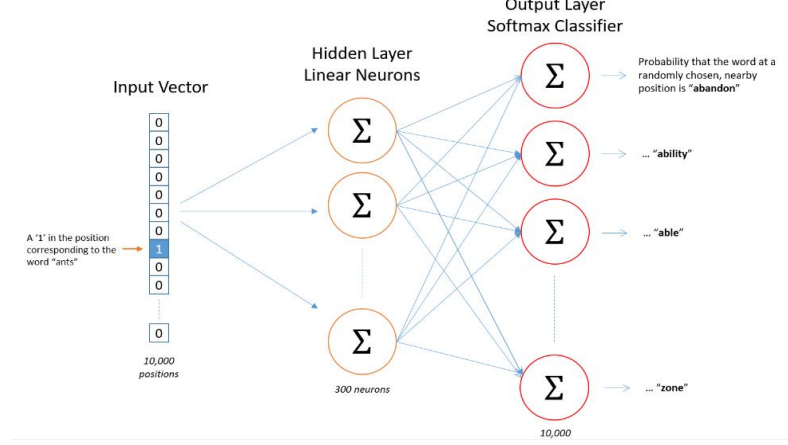 Output Layer
Softmax Classifier
Hidden Layer
Linear Neurons
Input Vector
Probability that the word at a
randomly chosen, nearby
position is “abandon”
0
0
0
0
0
0
0
1
0
0
0
A ‘1’ in the position
corresponding to the
word “ants”
10,000
positions
Σ
Σ
Σ
300 neurons
Σ
Σ
Σ
Σ
... “ability”
... “able”
... “zone”
10,000